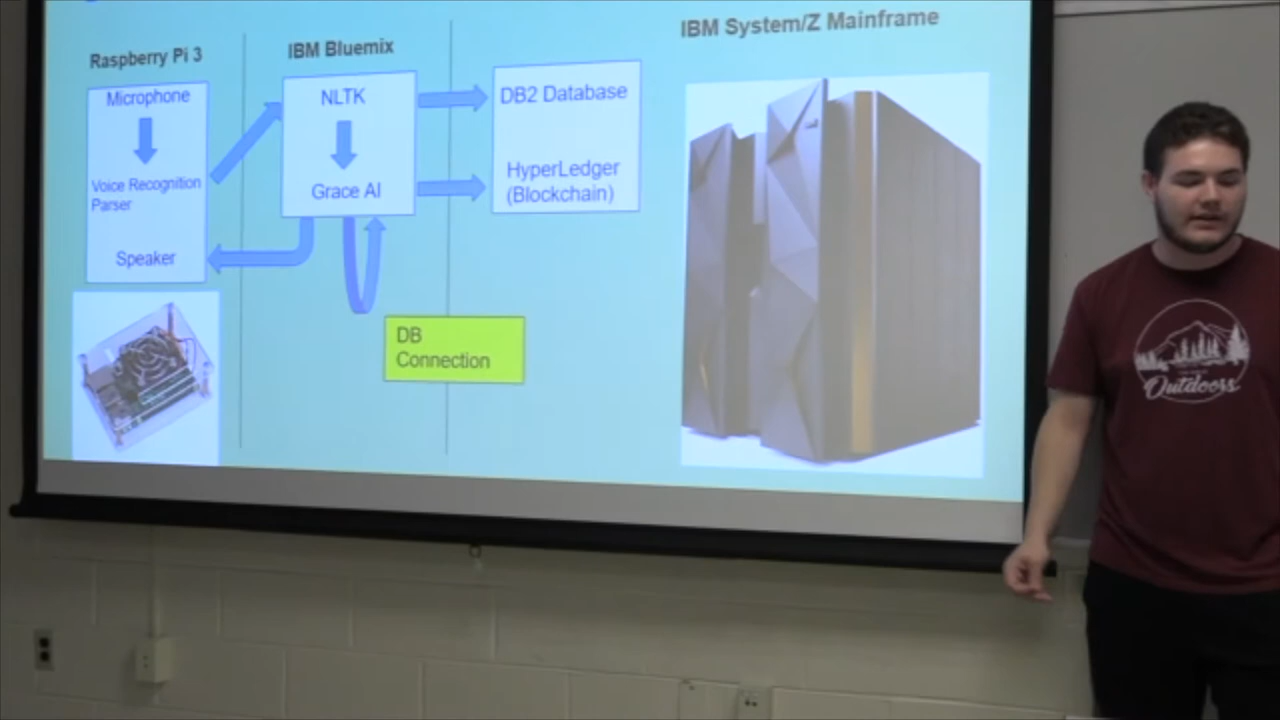 Raspberry Pi 3
IBM Bluemix
IBM System/Z Mainframe
Microphone
Voice Recognition
Parser
Speaker
NLTK
Grace AI
DB2 Database
HyperLedger
(Blockchain)
DB
Connection
Outdoors